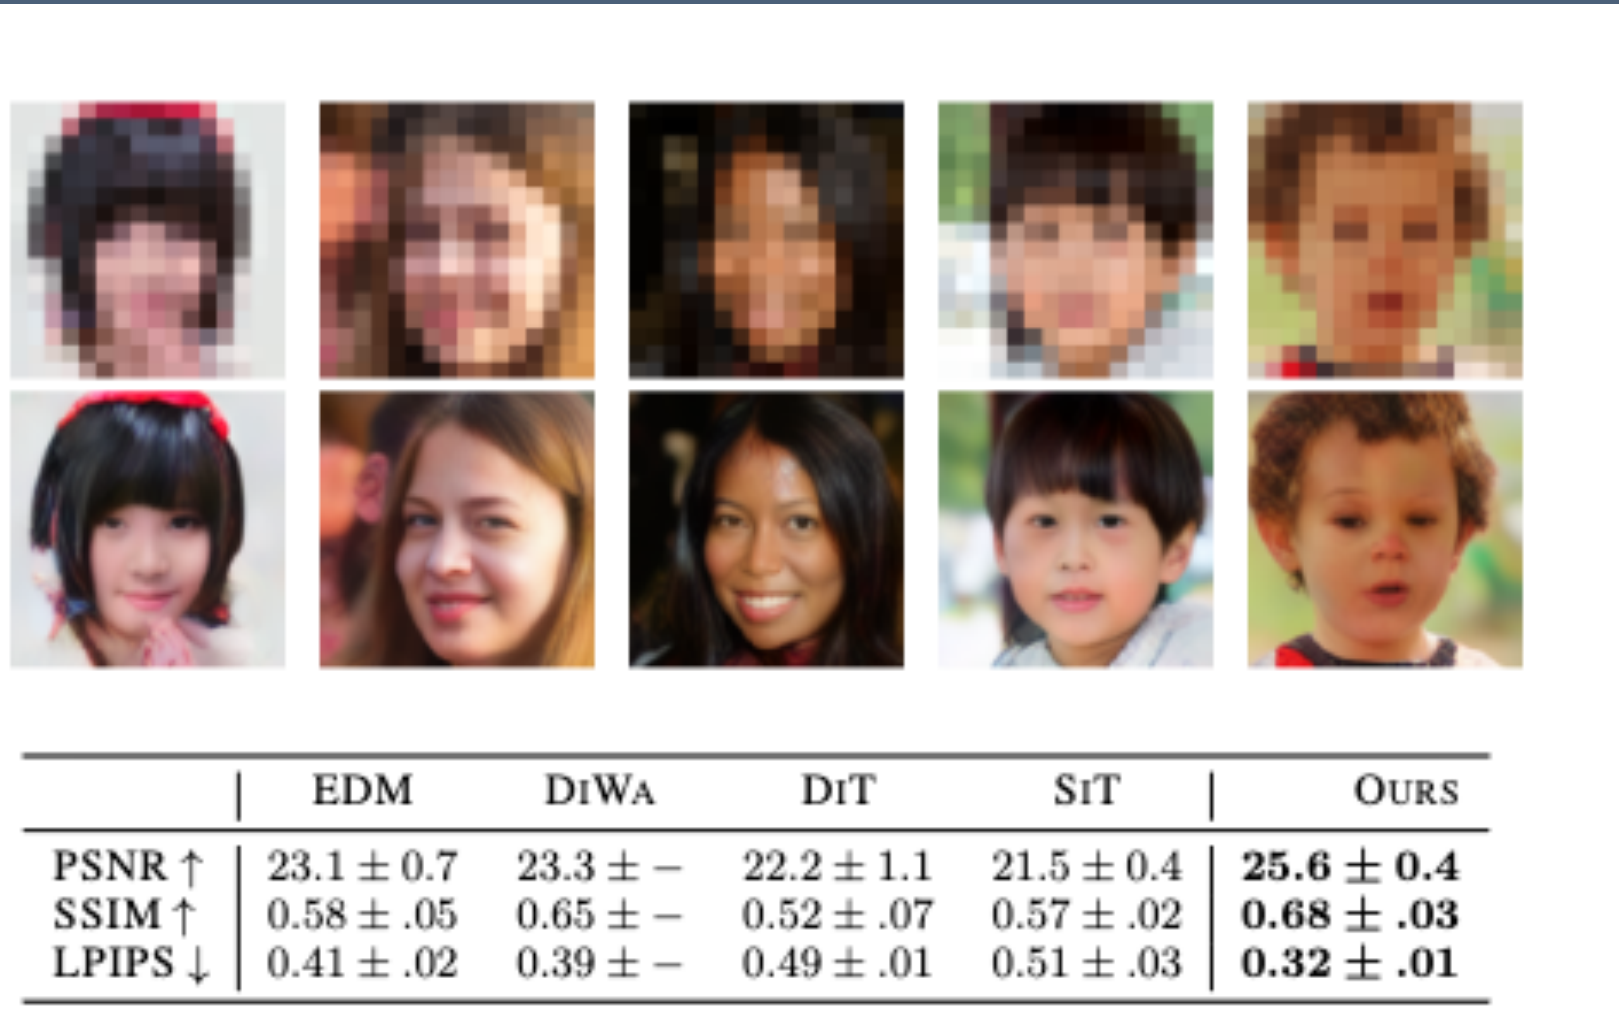 EDM DIWA DIT SIT OURS
PSNR ↑ 23.1 ± 0.7 23.3 ± − 22.2 ± 1.1 21.5 ± 0.4 25.6 ± 0.4
SSIM ↑ 0.58 ± .05 0.65 ± − 0.52 ± .07 0.57 ± .02 0.68 ± .03
LPIPS ↓ 0.41 ± .02 0.39 ± − 0.49 ± .01 0.51 ± .03 0.32 ± .01